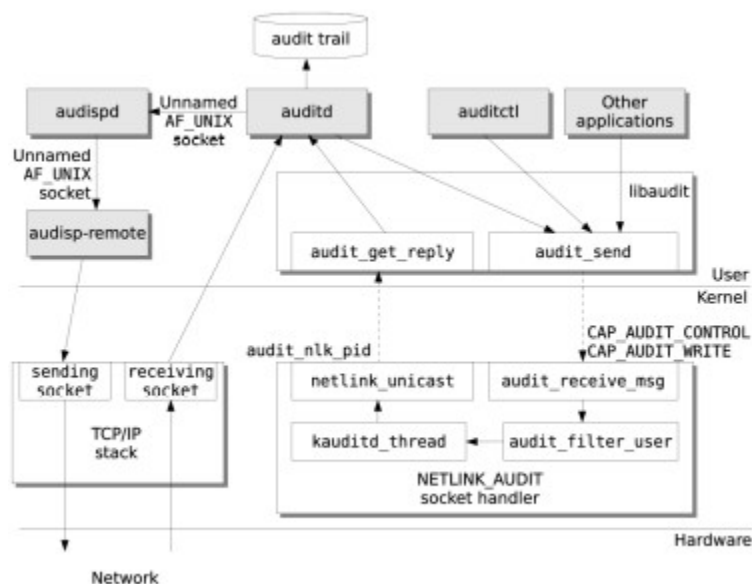 audit trail
audispd
Unnamed
AF_UNIX
socket
auditd
auditctl
Other
applications
Unnamed
AF_UNIX
socket
libaudit
audisp-remote
audit_get_reply
audit_send
User
Kernel
audit_nlk_pid
CAP_AUDIT_CONTROL
CAP_AUDIT_WRITE
sending
socket
receiving
socket
netlink_unicast
audit_receive_msg
TCP/IP
stack
kauditd_thread
audit_filter_user
NETLINK_AUDIT
socket handler
Hardware
Network